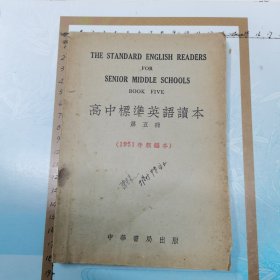 THE STANDARD ENGLISH READERS
FOR
SENIOR MIDDLE SCHOOLS
BOOK FIVE
高中標準英語讀本
第五冊
(1951年新編本)
中華書局出版